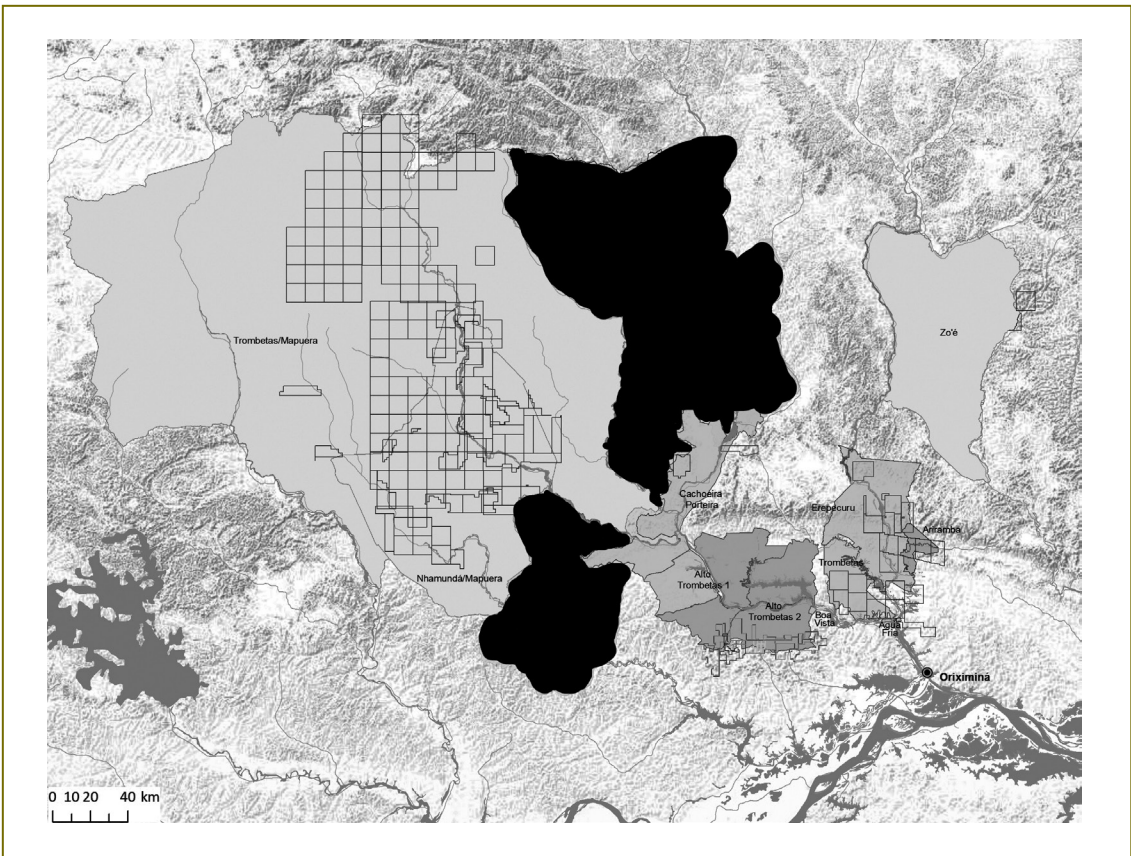 Zo'é
Trombetas/Mapuera
Cachoeira
Porteira
Erepecuru
Ariramba
Trombetas
Nhamundá/Mapuera
Alto
Trombetas 1
Alto
Trombetas 2
Boa
Vista
Água
Fria
Oriximiná
0 10 20 40 km